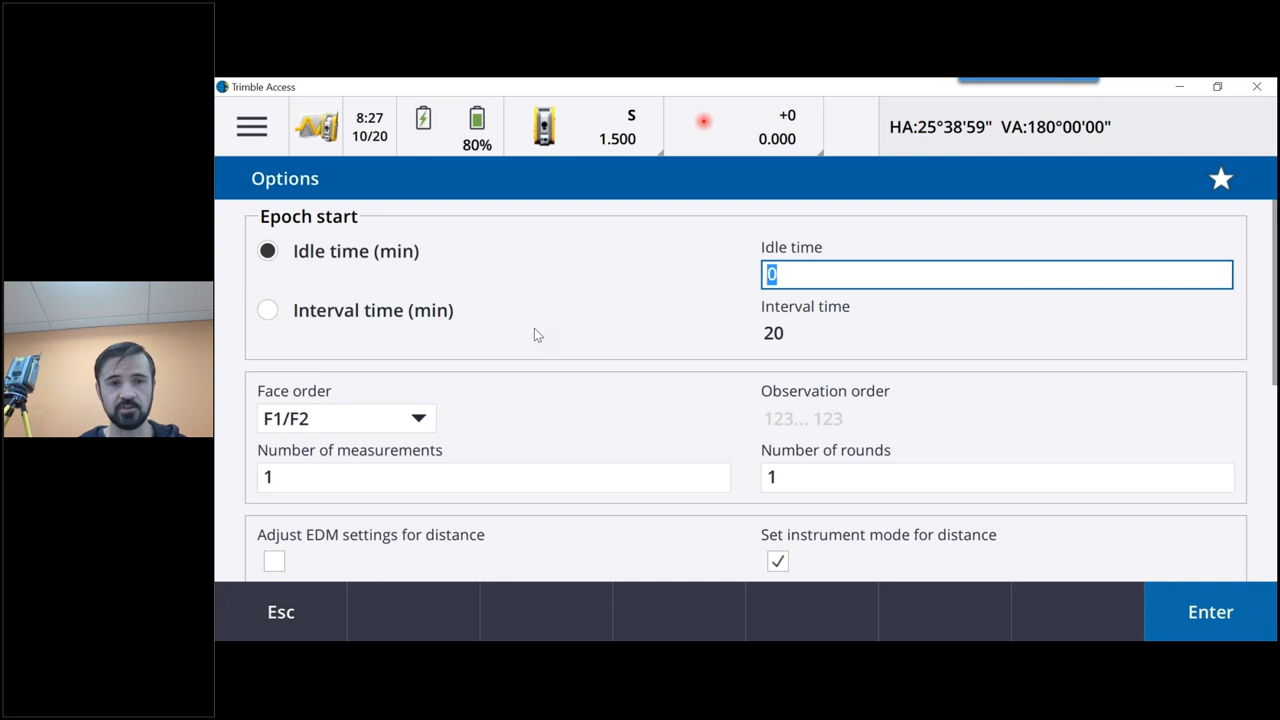 Trimble Access
8:27
10/20
80%
S
1.500
+0
0.000
HA:25°38'59" VA:180°00'00"
Options
Epoch start
Idle time (min)
Idle time
0
Interval time (min)
Interval time
20
Face order
Observation order
F1/F2
123... 123
Number of measurements
Number of rounds
1
1
Adjust EDM settings for distance
Set instrument mode for distance
Esc
Enter